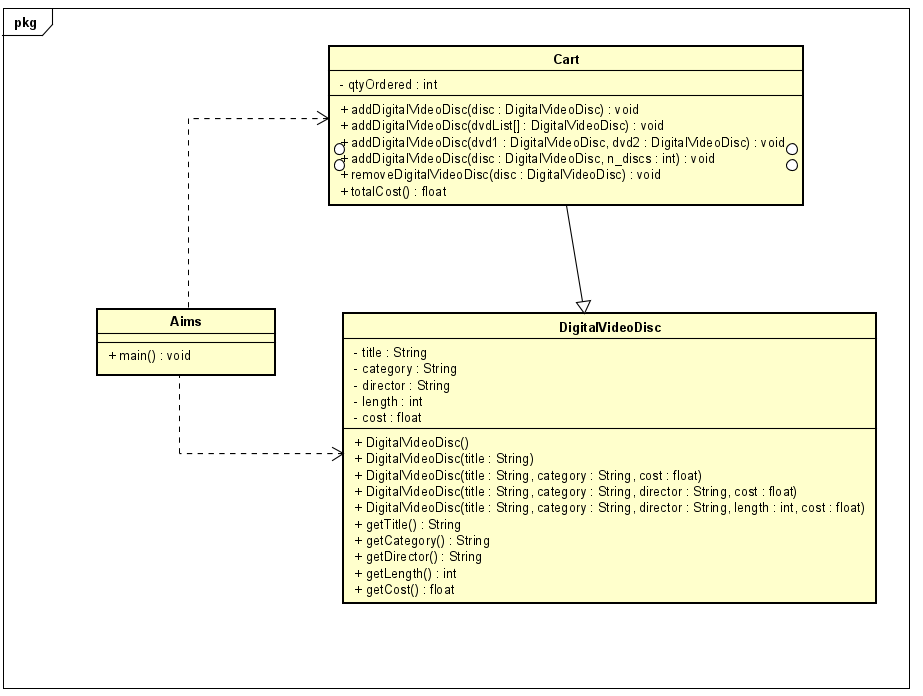 pkg
Cart
- qtyOrdered : int
+ addDigitalVideoDisc(disc : DigitalVideoDisc) : void
+ addDigitalVideoDisc(dvdList[] : DigitalVideoDisc) : void
+ addDigitalVideoDisc(dvd1 : DigitalVideoDisc, dvd2 : DigitalVideoDisc) : void
+ addDigitalVideoDisc(disc : DigitalVideoDisc, n_discs : int) : void
+ removeDigitalVideoDisc(disc : DigitalVideoDisc) : void
+ totalCost() : float
Aims
+ main() : void
DigitalVideoDisc
- title : String
- category : String
- director : String
- length : int
- cost : float
+ DigitalVideoDisc()
+ DigitalVideoDisc(title : String)
+ DigitalVideoDisc(title : String, category : String, cost : float)
+ DigitalVideoDisc(title : String, category : String, director : String, cost : float)
+ DigitalVideoDisc(title : String, category : String, director : String, length : int, cost : float)
+ getTitle() : String
+ getCategory() : String
+ getDirector() : String
+ getLength() : int
+ getCost() : float